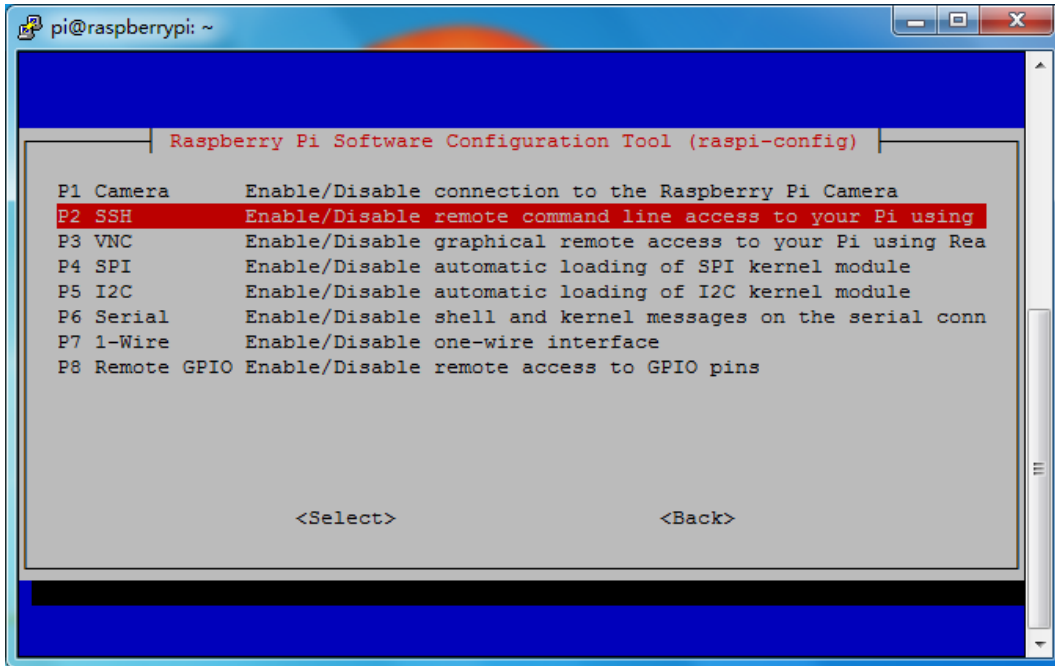 pi@raspberrypi: ~
Raspberry Pi Software Configuration Tool (raspi-config)
P1 Camera Enable/Disable connection to the Raspberry Pi Camera
P2 SSH Enable/Disable remote command line access to your Pi using
P3 VNC Enable/Disable graphical remote access to your Pi using Rea
P4 SPI Enable/Disable automatic loading of SPI kernel module
P5 I2C Enable/Disable automatic loading of I2C kernel module
P6 Serial Enable/Disable shell and kernel messages on the serial conn
P7 1-Wire Enable/Disable one-wire interface
P8 Remote GPIO Enable/Disable remote access to GPIO pins
<Select> <Back>